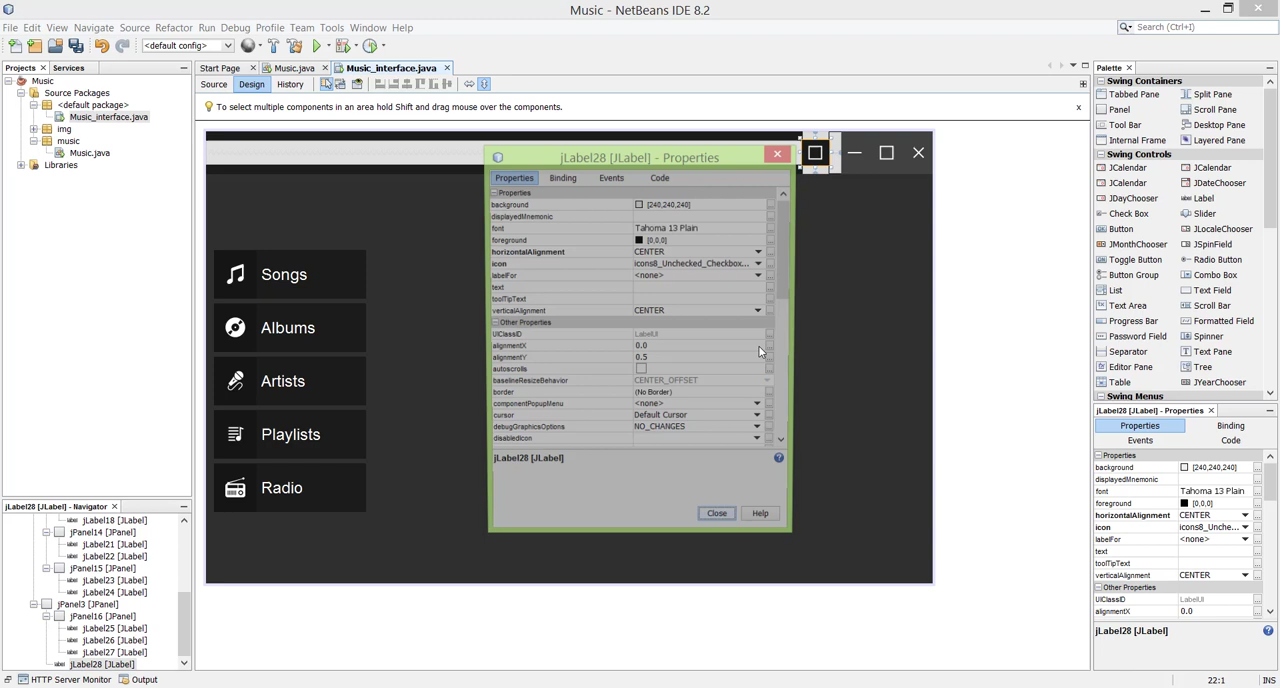 Music - NetBeans IDE 8.2
File Edit View Navigate Source Refactor Run Debug Profile Team Tools Window Help
Search (Ctrl+I)
<default config>
Projects
Services
Music
Source Packages
<default package>
Music_interface.java
img
music
Music.java
Libraries
Start Page
Music.java
Music_interface.java
Source
Design
History
To select multiple components in an area hold Shift and drag mouse over the components.
x
Songs
Albums
Artists
Playlists
Radio
jLabel28 [JLabel] - Properties
Properties
Binding
Events
Code
Properties
background [240,240,240]
displayedMnemonic
font Tahoma 13 Plain
foreground [0,0,0]
horizontalAlignment CENTER
icon icons8_Unchecked_Checkbox...
labelFor <none>
text
toolTipText
verticalAlignment CENTER
Other Properties
UIClassID LabelUI
alignmentX 0.0
alignmentY 0.5
autoscrolls
baselineResizeBehavior CENTER_OFFSET
border (No Border)
componentPopupMenu <none>
cursor Default Cursor
debugGraphicsOptions NO_CHANGES
disabledIcon
jLabel28 [JLabel]
Close
Help
Palette
Swing Containers
Tabbed Pane Split Pane
Panel Scroll Pane
Tool Bar Desktop Pane
Internal Frame Layered Pane
Swing Controls
JCalendar JCalendar
JCalendar JDateChooser
JDayChooser Label
Check Box Slider
Button JLocaleChooser
JMonthChooser JSpinField
Toggle Button Radio Button
Button Group Combo Box
List Text Field
Text Area Scroll Bar
Progress Bar Formatted Field
Password Field Spinner
Separator Text Pane
Editor Pane Tree
Table JYearChooser
Swing Menus
jLabel28 [JLabel] - Properties
Properties Binding
Events Code
Properties
background [240,240,240]
displayedMnemonic
font Tahoma 13 Plain
foreground [0,0,0]
horizontalAlignment CENTER
icon icons8_Unche...
labelFor <none>
text
toolTipText
verticalAlignment CENTER
Other Properties
UIClassID LabelUI
alignmentX 0.0
jLabel28 [JLabel]
jLabel28 [JLabel] - Navigator
jLabel18 [JLabel]
jPanel14 [JPanel]
jLabel21 [JLabel]
jLabel22 [JLabel]
jPanel15 [JPanel]
jLabel23 [JLabel]
jLabel24 [JLabel]
jPanel3 [JPanel]
jPanel16 [JPanel]
jLabel25 [JLabel]
jLabel26 [JLabel]
jLabel27 [JLabel]
jLabel28 [JLabel]
HTTP Server Monitor
Output
22:1
INS